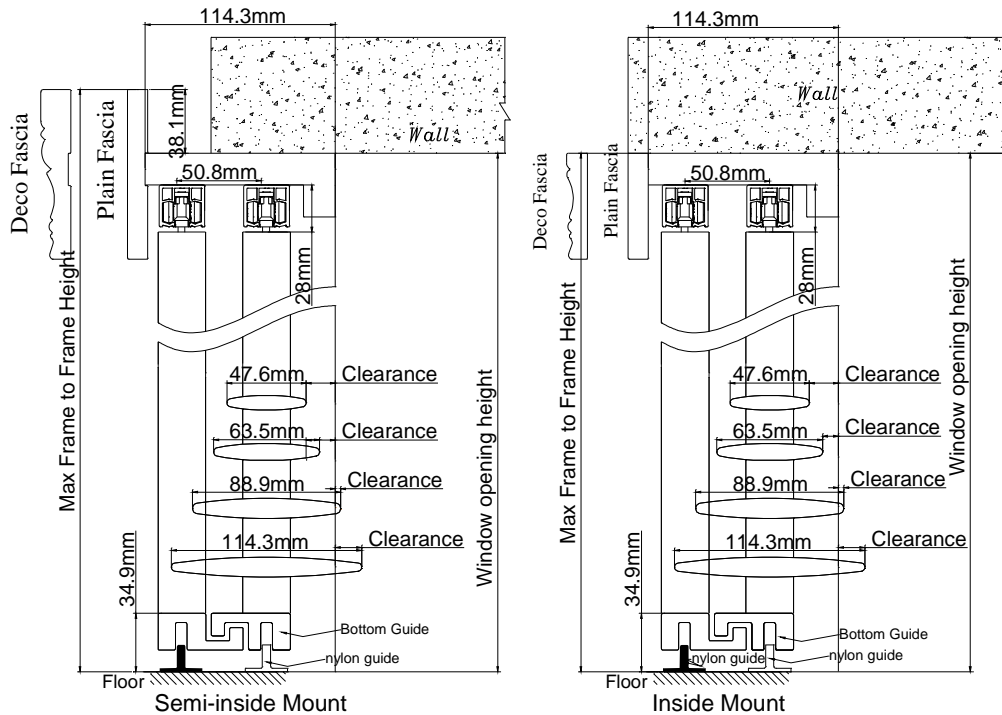 114.3mm
38.1mm
Wall
Deco Fascia
Plain Fascia
50.8mm
28mm
Max Frame to Frame Height
Window opening height
47.6mm
Clearance
63.5mm
Clearance
88.9mm
Clearance
114.3mm
Clearance
34.9mm
Bottom Guide
nylon guide
Floor
Semi-inside Mount
114.3mm
Wall
Deco Fascia
Plain Fascia
50.8mm
28mm
Max Frame to Frame Height
Window opening height
47.6mm
Clearance
63.5mm
Clearance
88.9mm
Clearance
114.3mm
Clearance
34.9mm
Bottom Guide
nylon guide
nylon guide
Floor
Inside Mount